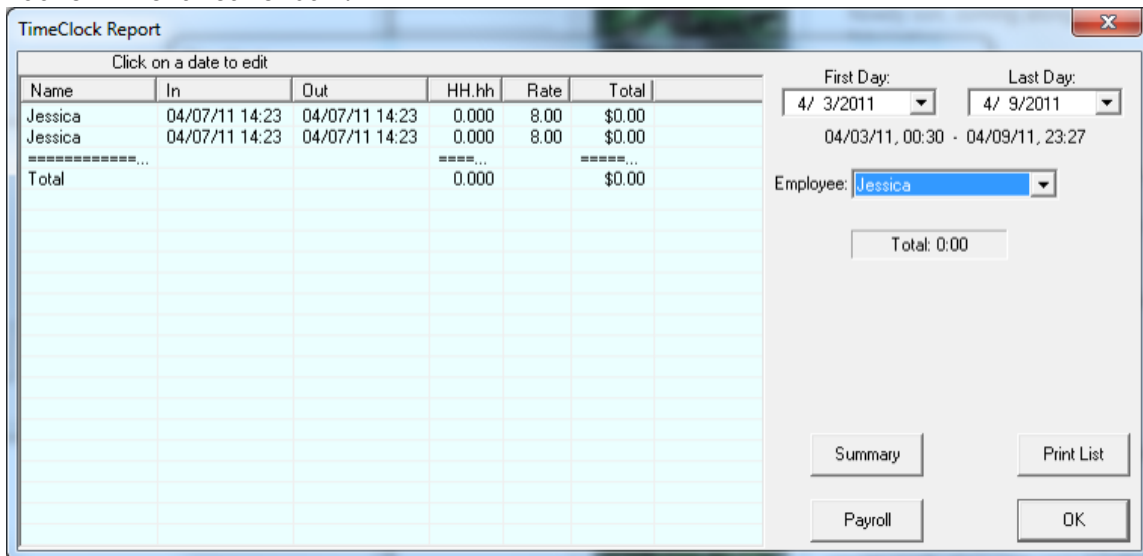 TimeClock Report
Click on a date to edit
Name In Out HH.hh Rate Total
Jessica 04/07/11 14:23 04/07/11 14:23 0.000 8.00 $0.00
Jessica 04/07/11 14:23 04/07/11 14:23 0.000 8.00 $0.00
============... ====... =====...
Total 0.000 $0.00
First Day: Last Day:
4/ 3/2011 4/ 9/2011
04/03/11, 00:30 - 04/09/11, 23:27
Employee: Jessica
Total: 0:00
Summary Print List
Payroll OK